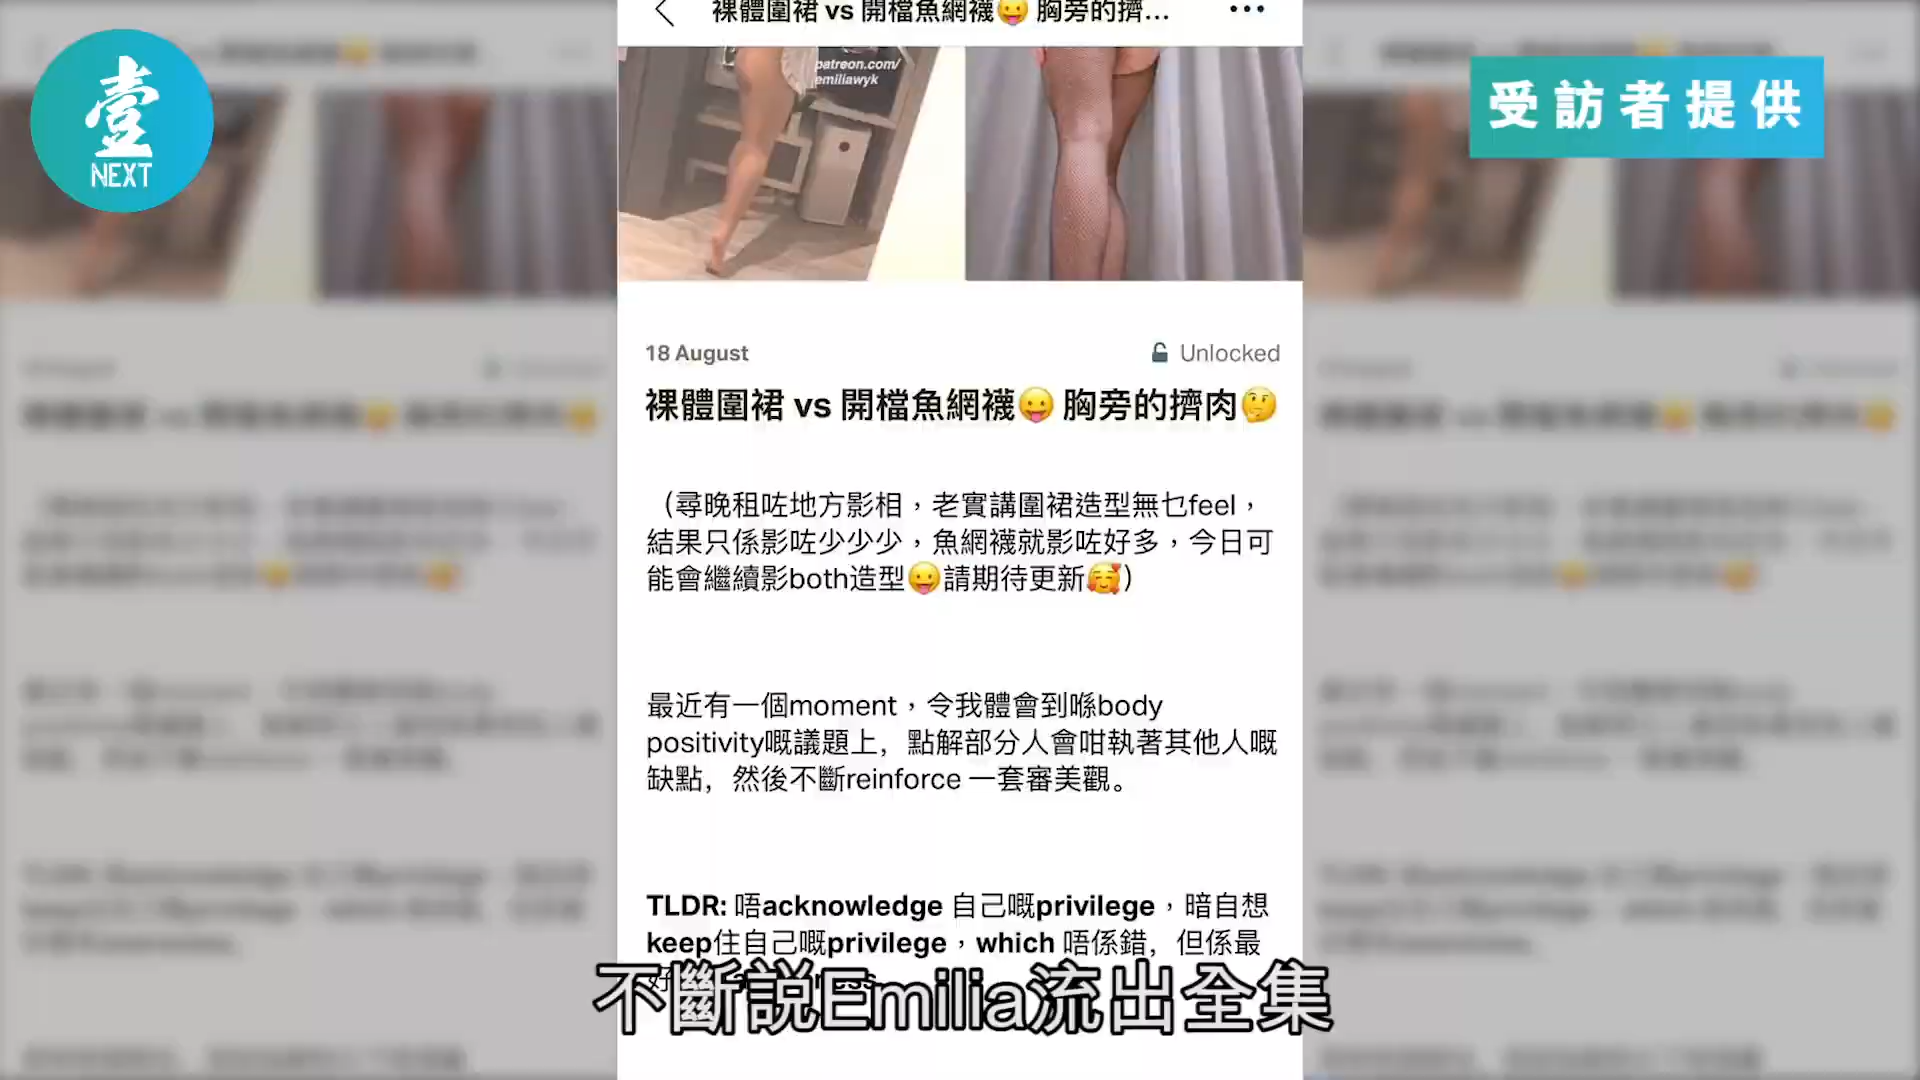 裸體圍裙 vs 開檔魚網襪😛 胸旁的擠...
壹
NEXT
受訪者提供
patreon.com/
emiliawyk
18 August
Unlocked
裸體圍裙 vs 開檔魚網襪😛 胸旁的擠肉🤔
（尋晚租咗地方影相，老實講圍裙造型無乜feel，
結果只係影咗少少少，魚網襪就影咗好多，今日可
能會繼續影both造型😛請期待更新🥰）
最近有一個moment，令我體會到喺body
positivity嘅議題上，點解部分人會咁執著其他人嘅
缺點，然後不斷reinforce 一套審美觀。
TLDR: 唔acknowledge 自己嘅privilege，暗自想
keep住自己嘅privilege，which 唔係錯，但係最
好
不斷説Emilia流出全集